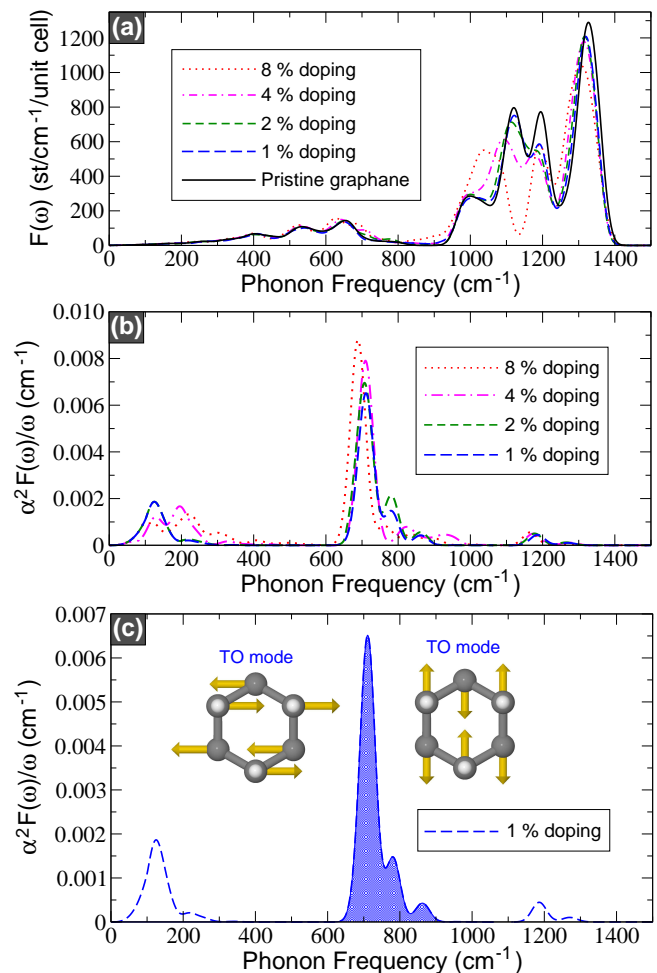 (a)
1200
1000
800
600
400
200
0
F(ω) (st/cm⁻¹/unit cell)
8 % doping
4 % doping
2 % doping
1 % doping
Pristine graphane
0 200 400 600 800 1000 1200 1400
Phonon Frequency (cm⁻¹)
(b)
0.010
0.008
0.006
0.004
0.002
0
α²F(ω)/ω (cm⁻¹)
8 % doping
4 % doping
2 % doping
1 % doping
0 200 400 600 800 1000 1200 1400
Phonon Frequency (cm⁻¹)
(c)
0.007
0.006
0.005
0.004
0.003
0.002
0.001
0
α²F(ω)/ω (cm⁻¹)
TO mode
TO mode
1 % doping
0 200 400 600 800 1000 1200 1400
Phonon Frequency (cm⁻¹)